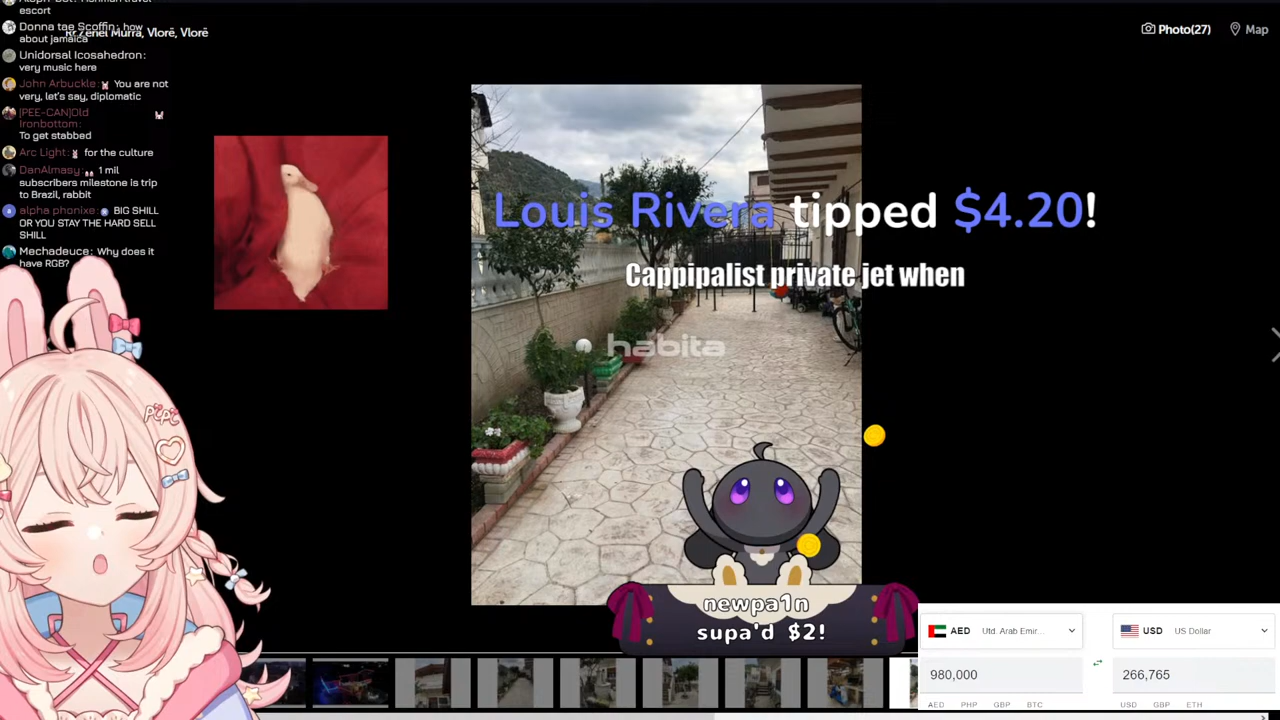 escort
Donna tae Scoffin: how
about jamaica
Rr Zenel Murra, Vlorë, Vlorë
Photo(27)
Map
Unidorsal Icosahedron:
very music here
John Arbuckle: You are not
very, let's say, diplomatic
[PEE-CAN]Old
Ironbottom:
To get stabbed
Arc Light: for the culture
DanAlmasy: 1 mil
subscribers milestone is trip
to Brazil, rabbit
alpha phonixe: BIG SHILL
OR YOU STAY THE HARD SELL
SHILL
Mechadeuce: Why does it
have RGB?
Louis Rivera tipped $4.20!
Cappipalist private jet when
habita
Pipi
newpa1n
supa'd $2!
AED Utd. Arab Emir...
USD US Dollar
980,000
266,765
AED PHP GBP BTC
USD GBP ETH